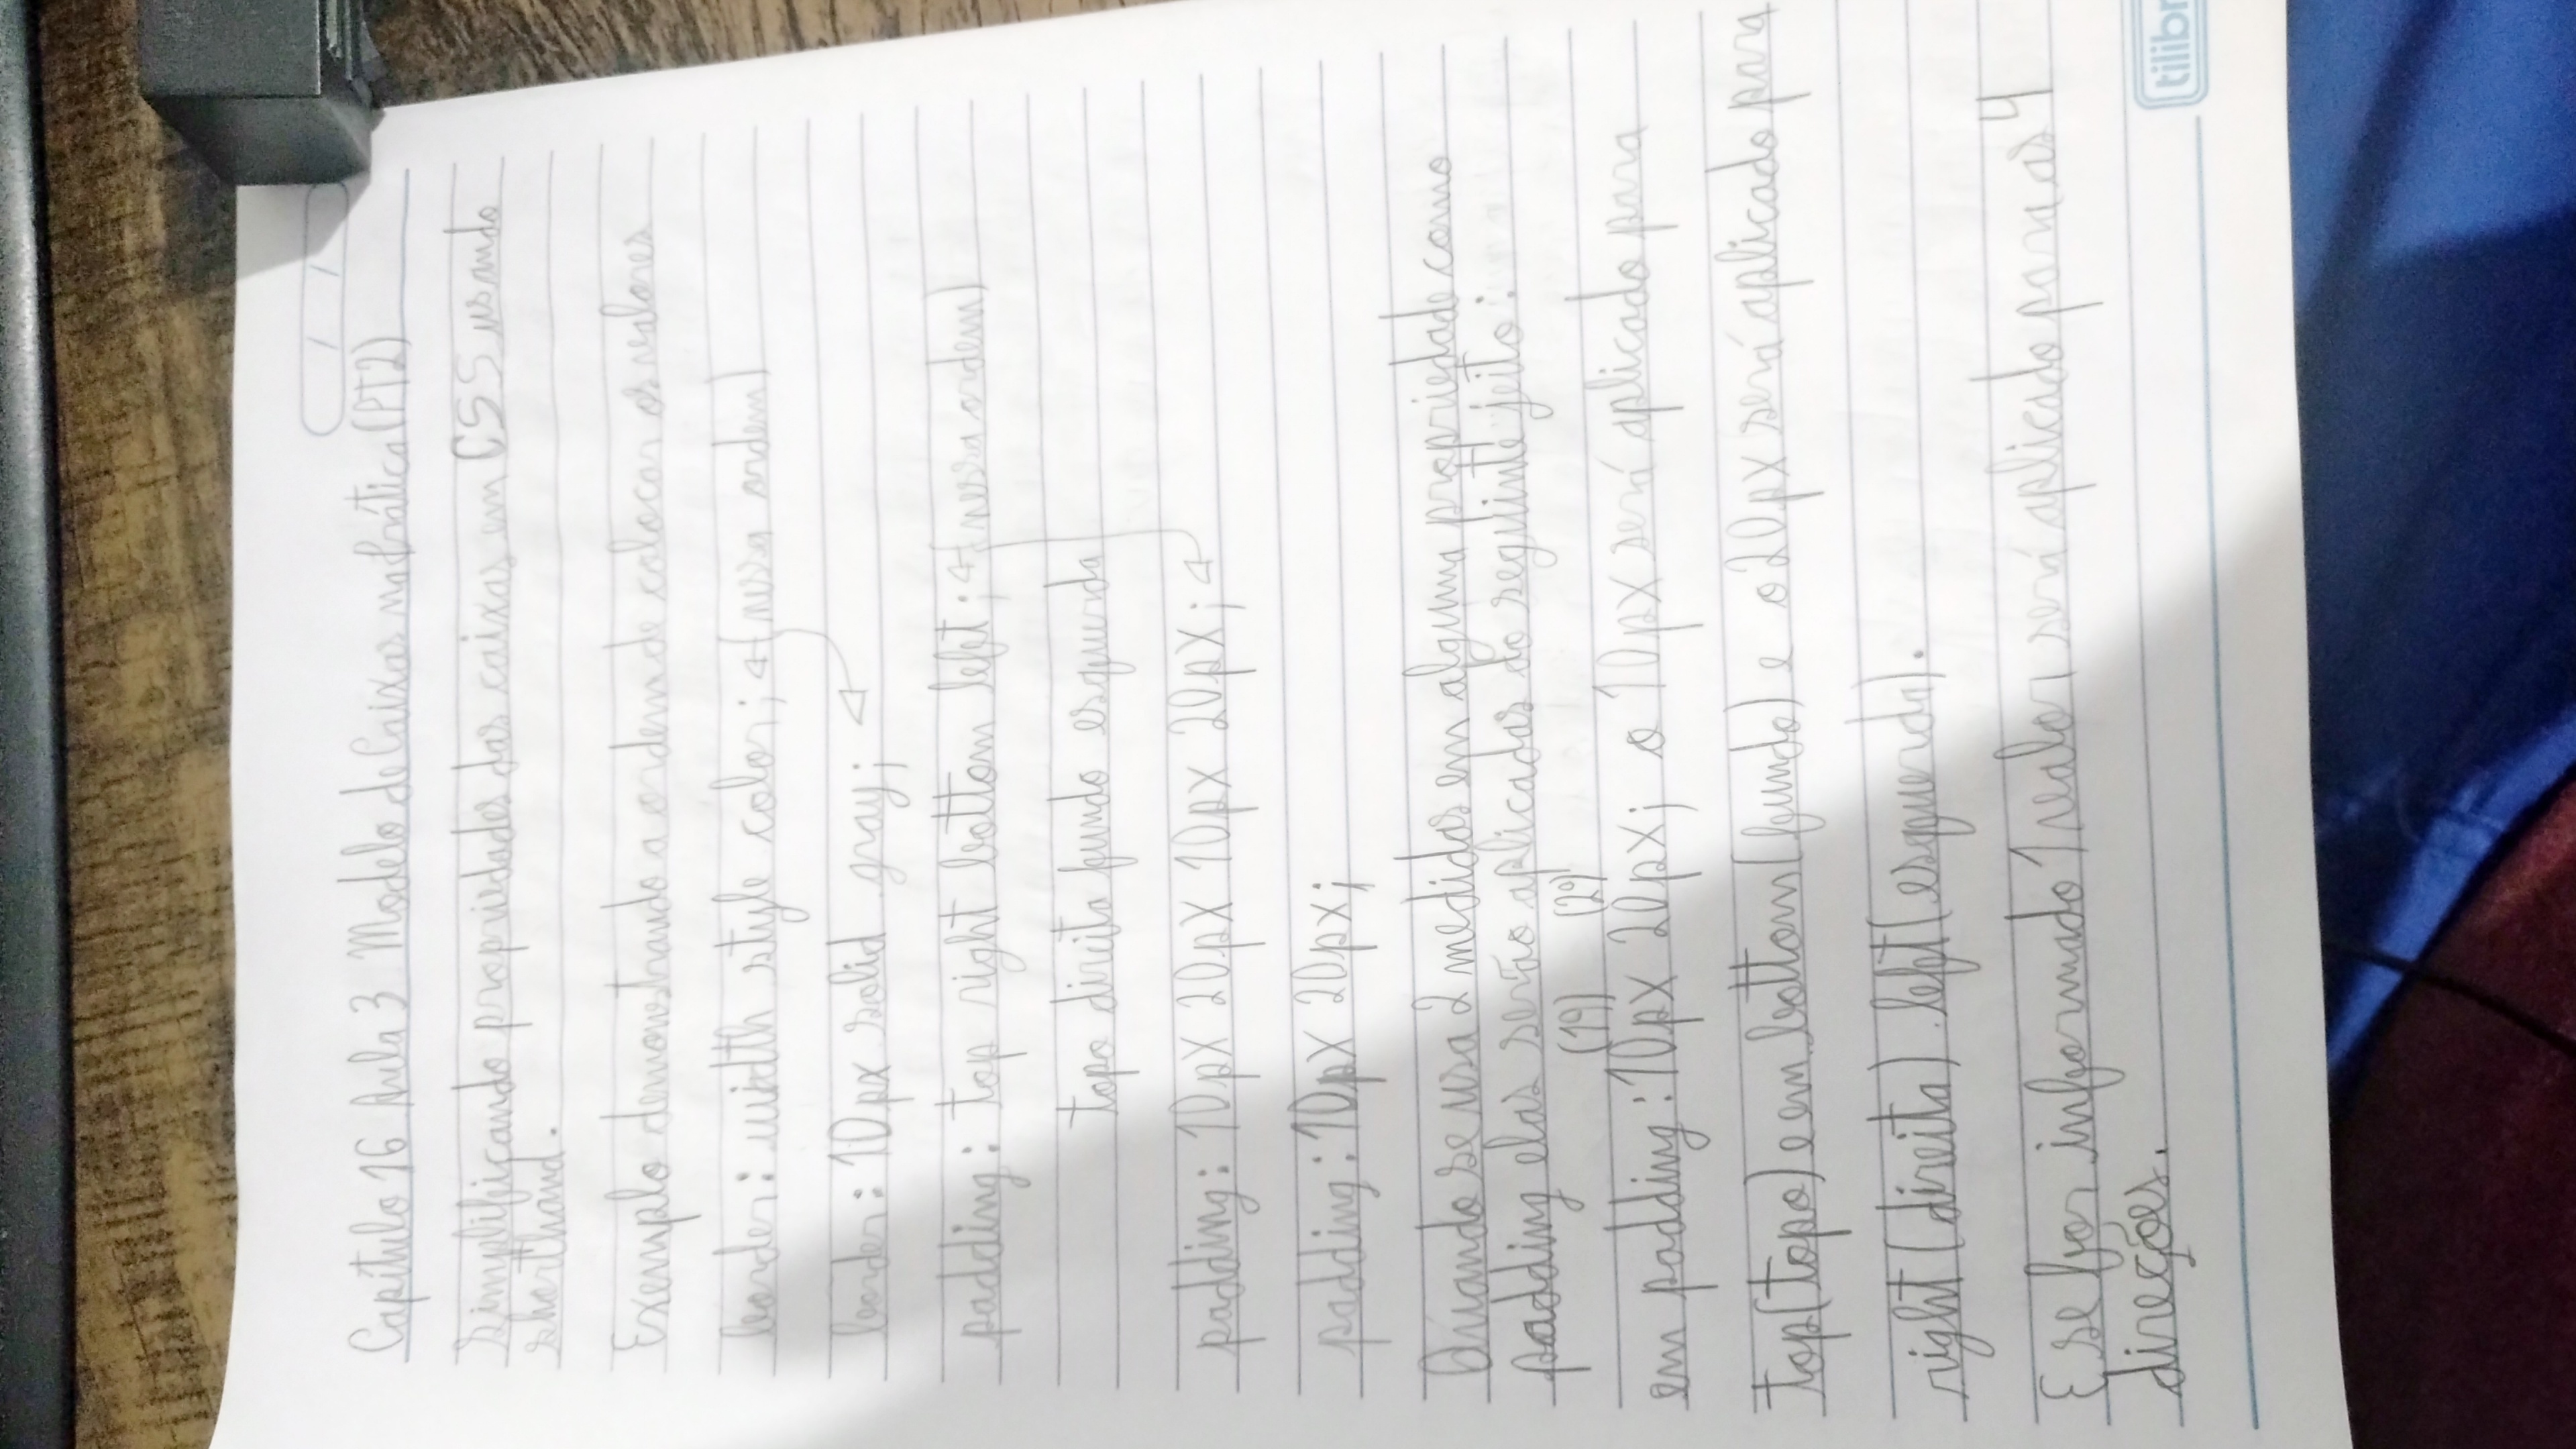 Capítulo 16 Aula 3 Modelo de Caixas na Prática (PT2)
Simplificando propriedades das caixas em CSS usando
shorthand.
Exemplo demonstrando a ordem de colocar os valores
border: width style color; (nessa ordem)
border: 10px solid gray;
padding: top right bottom left; (nessa ordem)
topo direita fundo esquerda
padding: 10px 20px 10px 20px;
padding: 10px 20px;
Quando se usa 2 medidas em alguma propriedade como
padding elas serão aplicadas do seguinte jeito:
(1º) (2º)
em padding: 10px 20px; o 10px será aplicado para
top(topo) e em bottom(fundo) e o 20px será aplicado para
right(direita) left(esquerda).
E se for informado 1 valor será aplicado para as 4
direções.
tilibr